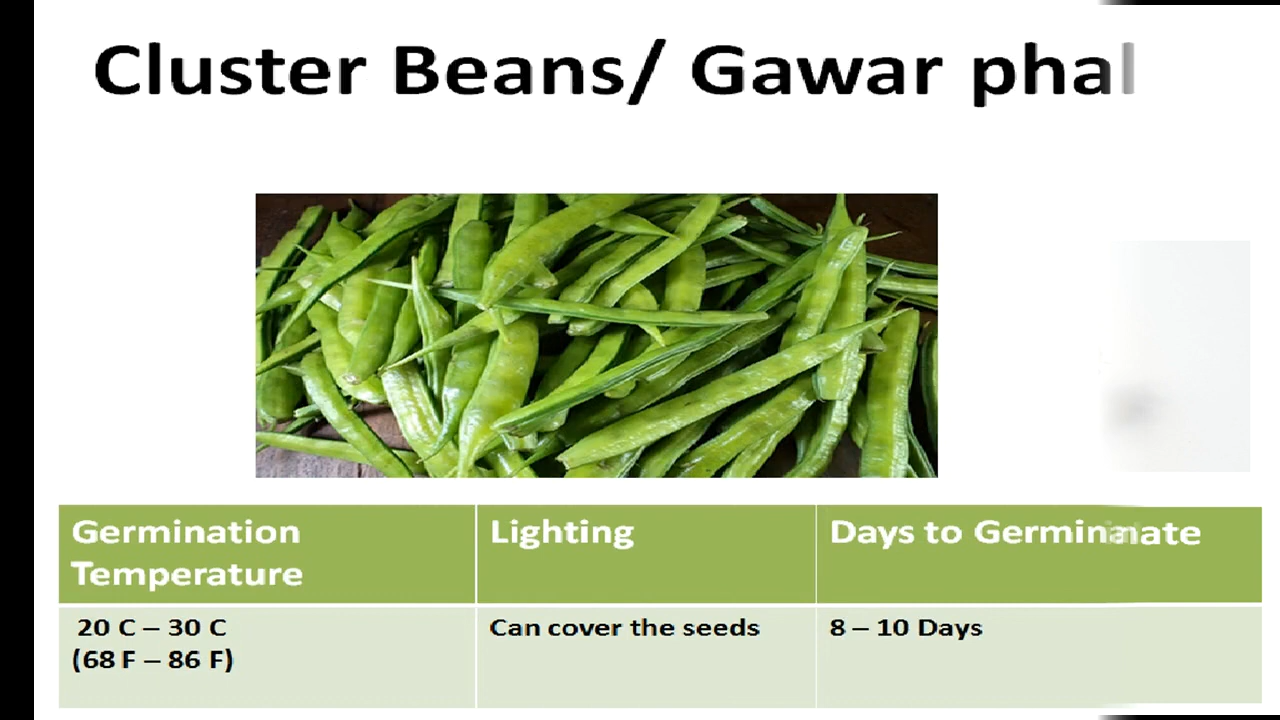 Cluster Beans/ Gawar phal
Germination Lighting Days to Germinate
Temperature
20 C – 30 C Can cover the seeds 8 – 10 Days
(68 F – 86 F)